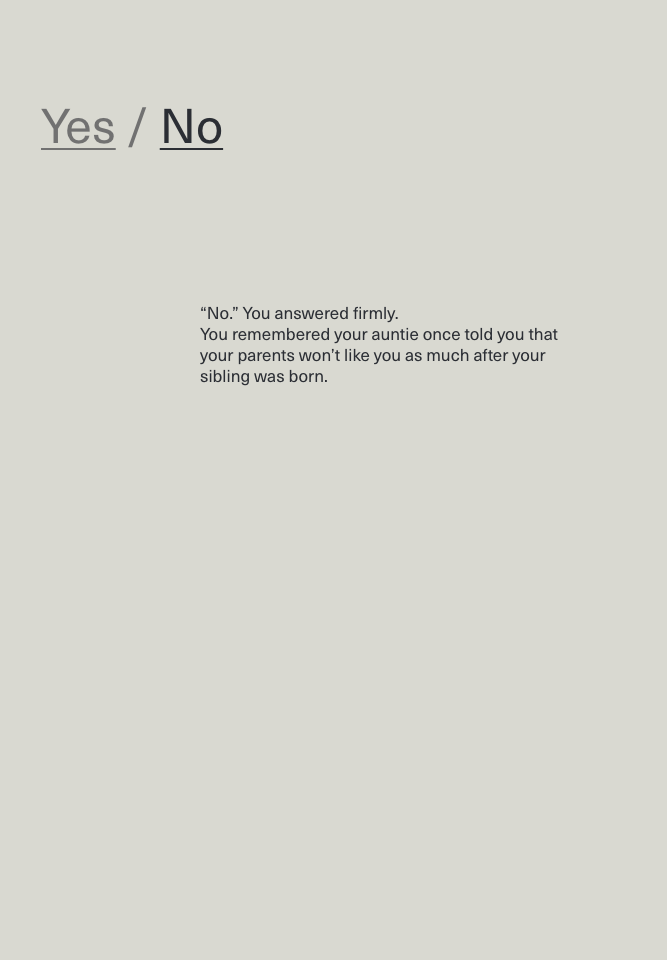 Yes / No
“No.” You answered firmly.
You remembered your auntie once told you that
your parents won’t like you as much after your
sibling was born.